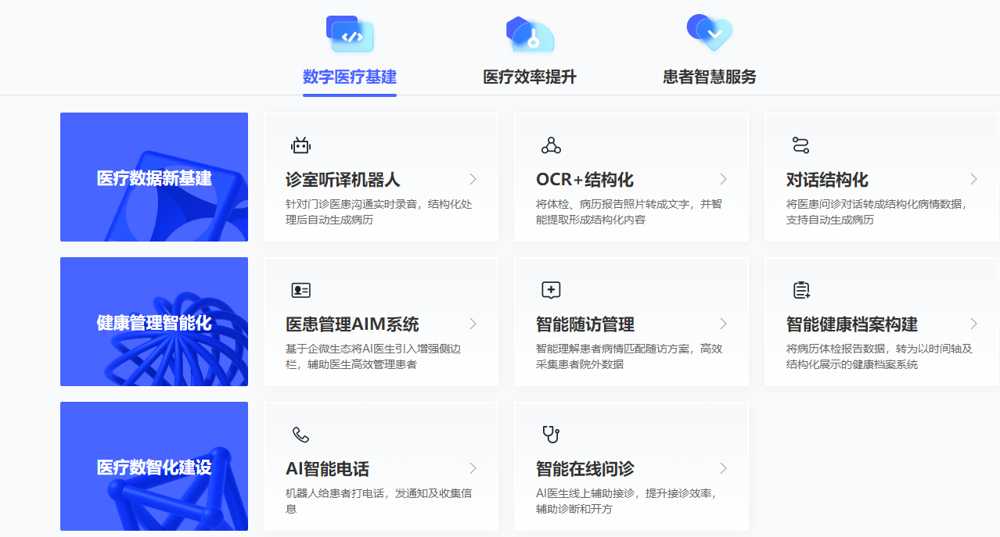 数字医疗基建
医疗效率提升
患者智慧服务
医疗数据新基建
诊室听译机器人
针对门诊医患沟通实时录音，结构化处
理后自动生成病历
OCR+结构化
将体检、病历报告照片转成文字，并智
能提取形成结构化内容
对话结构化
将医患问诊对话转成结构化病情数据，
支持自动生成病历
健康管理智能化
医患管理AIM系统
基于企微生态将AI医生引入增强侧边
栏，辅助医生高效管理患者
智能随访管理
智能理解患者病情匹配随访方案，高效
采集患者院外数据
智能健康档案构建
将病历体检报告数据，转为以时间轴及
结构化展示的健康档案系统
医疗数智化建设
AI智能电话
机器人给患者打电话，发通知及收集信
息
智能在线问诊
AI医生线上辅助接诊，提升接诊效率，
辅助诊断和开方